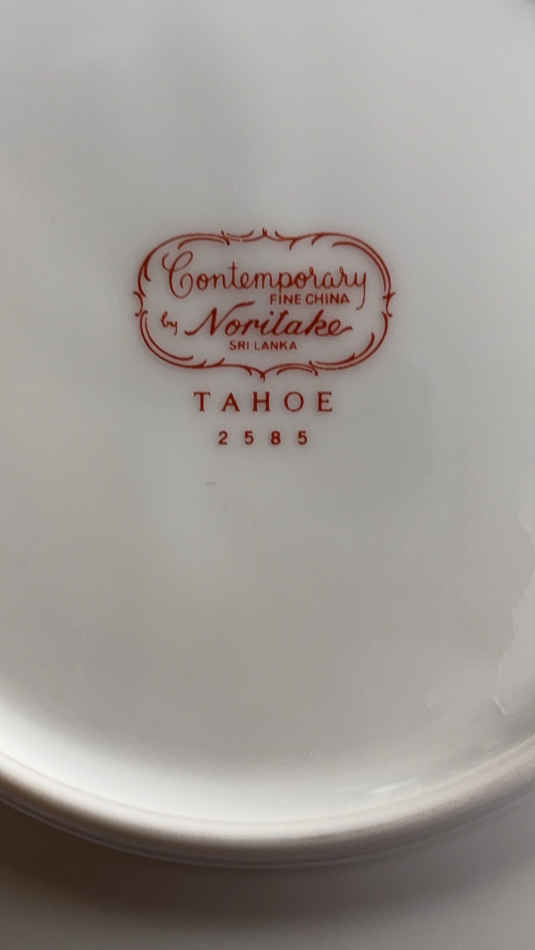 Contemporary
FINE CHINA
by Noritake
SRI LANKA
TAHOE
2585